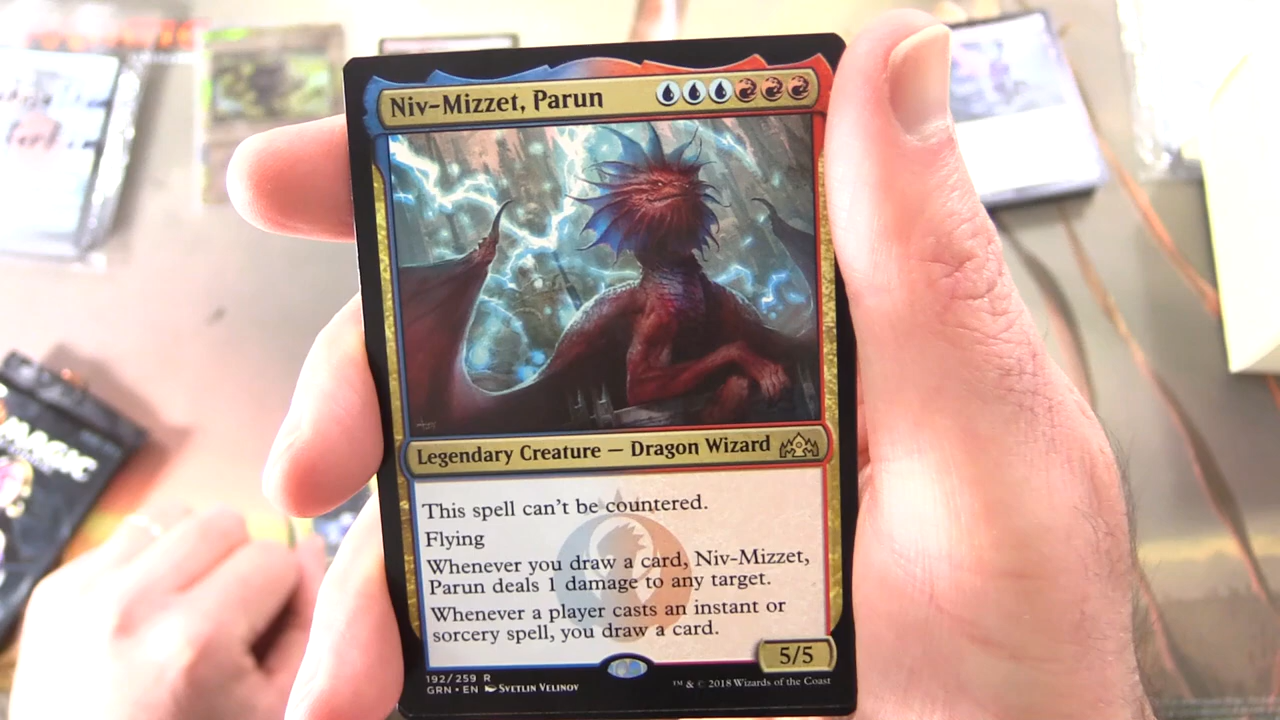 Niv-Mizzet, Parun
Legendary Creature — Dragon Wizard
This spell can't be countered.
Flying
Whenever you draw a card, Niv-Mizzet,
Parun deals 1 damage to any target.
Whenever a player casts an instant or
sorcery spell, you draw a card.
5/5
192/259 R
GRN • EN Svetlin Velinov
™ & © 2018 Wizards of the Coast
MAGIC